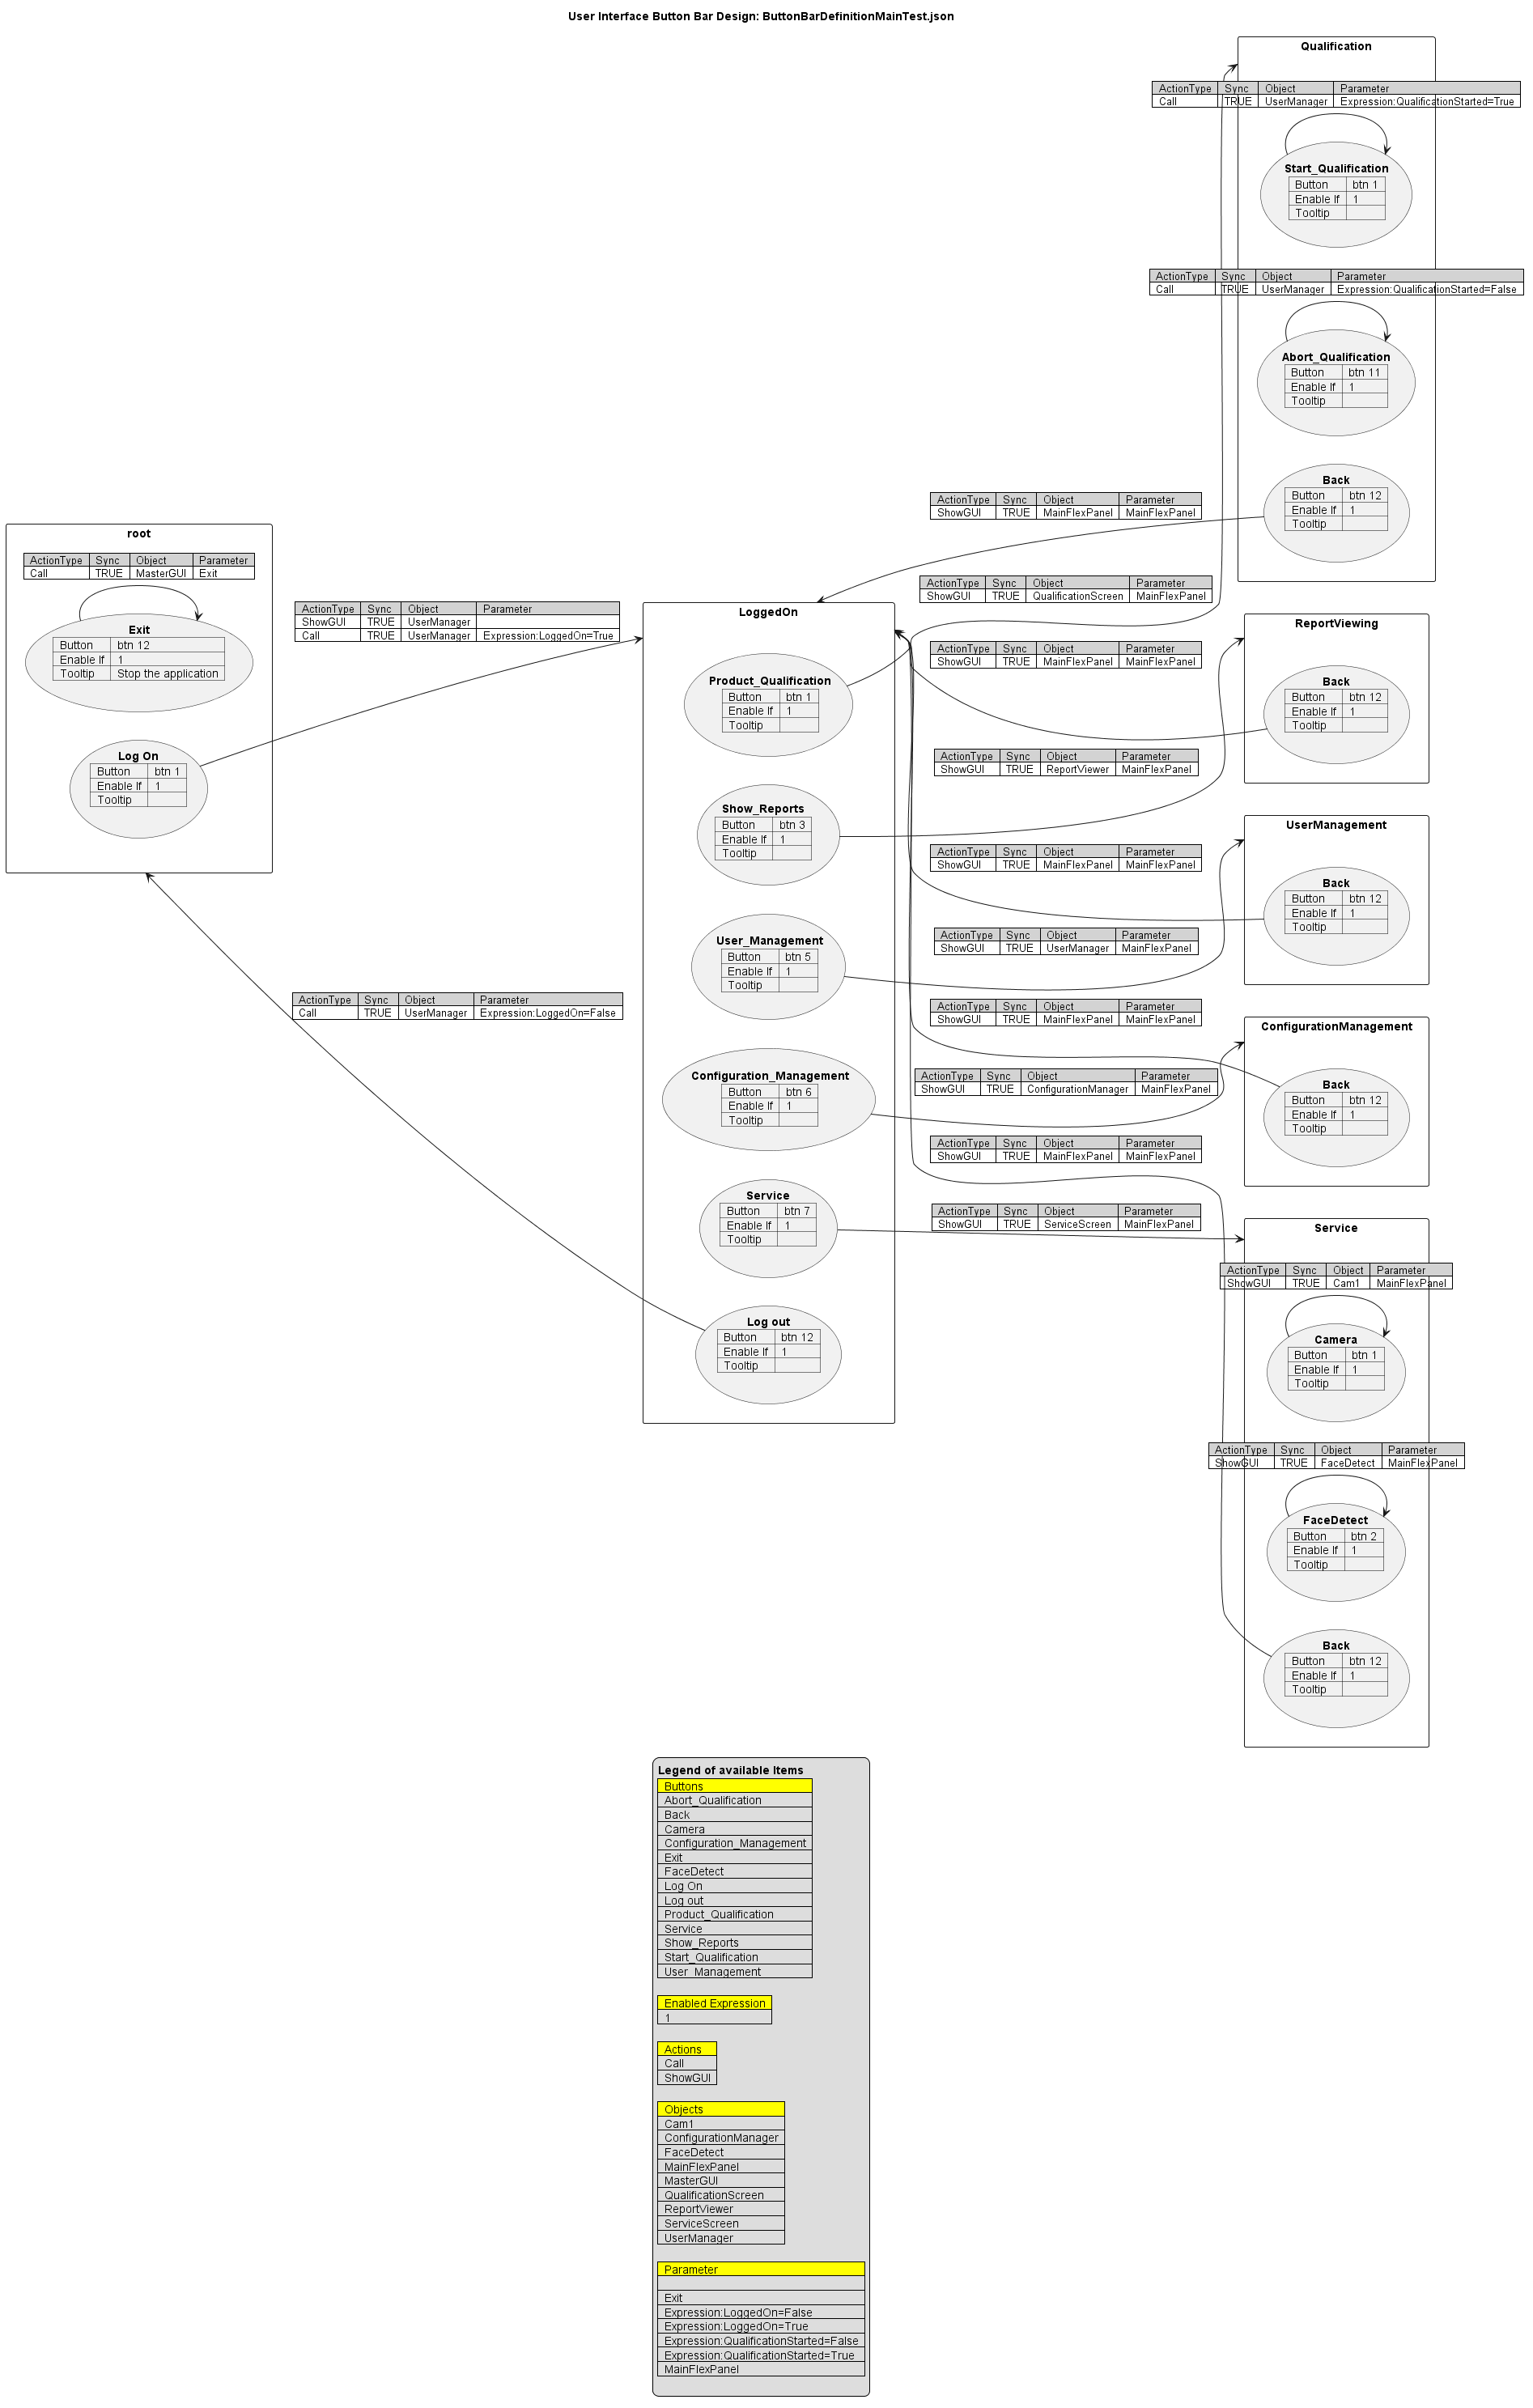 User Interface Button Bar Design: ButtonBarDefinitionMainTest.json
root
ActionType Sync Object Parameter
Call TRUE MasterGUI Exit
Exit
Button btn 12
Enable If 1
Tooltip Stop the application
Log On
Button btn 1
Enable If 1
Tooltip
ActionType Sync Object Parameter
ShowGUI TRUE UserManager
Call TRUE UserManager Expression:LoggedOn=True
ActionType Sync Object Parameter
Call TRUE UserManager Expression:LoggedOn=False
LoggedOn
Product_Qualification
Button btn 1
Enable If 1
Tooltip
Show_Reports
Button btn 3
Enable If 1
Tooltip
User_Management
Button btn 5
Enable If 1
Tooltip
Configuration_Management
Button btn 6
Enable If 1
Tooltip
Service
Button btn 7
Enable If 1
Tooltip
Log out
Button btn 12
Enable If 1
Tooltip
ActionType Sync Object Parameter
ShowGUI TRUE MainFlexPanel MainFlexPanel
ActionType Sync Object Parameter
ShowGUI TRUE QualificationScreen MainFlexPanel
ActionType Sync Object Parameter
ShowGUI TRUE MainFlexPanel MainFlexPanel
ActionType Sync Object Parameter
ShowGUI TRUE ReportViewer MainFlexPanel
ActionType Sync Object Parameter
ShowGUI TRUE MainFlexPanel MainFlexPanel
ActionType Sync Object Parameter
ShowGUI TRUE UserManager MainFlexPanel
ActionType Sync Object Parameter
ShowGUI TRUE MainFlexPanel MainFlexPanel
ActionType Sync Object Parameter
ShowGUI TRUE ConfigurationManager MainFlexPanel
ActionType Sync Object Parameter
ShowGUI TRUE MainFlexPanel MainFlexPanel
ActionType Sync Object Parameter
ShowGUI TRUE ServiceScreen MainFlexPanel
Qualification
ActionType Sync Object Parameter
Call TRUE UserManager Expression:QualificationStarted=True
Start_Qualification
Button btn 1
Enable If 1
Tooltip
ActionType Sync Object Parameter
Call TRUE UserManager Expression:QualificationStarted=False
Abort_Qualification
Button btn 11
Enable If 1
Tooltip
Back
Button btn 12
Enable If 1
Tooltip
ReportViewing
Back
Button btn 12
Enable If 1
Tooltip
UserManagement
Back
Button btn 12
Enable If 1
Tooltip
ConfigurationManagement
Back
Button btn 12
Enable If 1
Tooltip
Service
ActionType Sync Object Parameter
ShowGUI TRUE Cam1 MainFlexPanel
Camera
Button btn 1
Enable If 1
Tooltip
ActionType Sync Object Parameter
ShowGUI TRUE FaceDetect MainFlexPanel
FaceDetect
Button btn 2
Enable If 1
Tooltip
Back
Button btn 12
Enable If 1
Tooltip
Legend of available Items
Buttons
Abort_Qualification
Back
Camera
Configuration_Management
Exit
FaceDetect
Log On
Log out
Product_Qualification
Service
Show_Reports
Start_Qualification
User_Management
Enabled Expression
1
Actions
Call
ShowGUI
Objects
Cam1
ConfigurationManager
FaceDetect
MainFlexPanel
MasterGUI
QualificationScreen
ReportViewer
ServiceScreen
UserManager
Parameter
Exit
Expression:LoggedOn=False
Expression:LoggedOn=True
Expression:QualificationStarted=False
Expression:QualificationStarted=True
MainFlexPanel